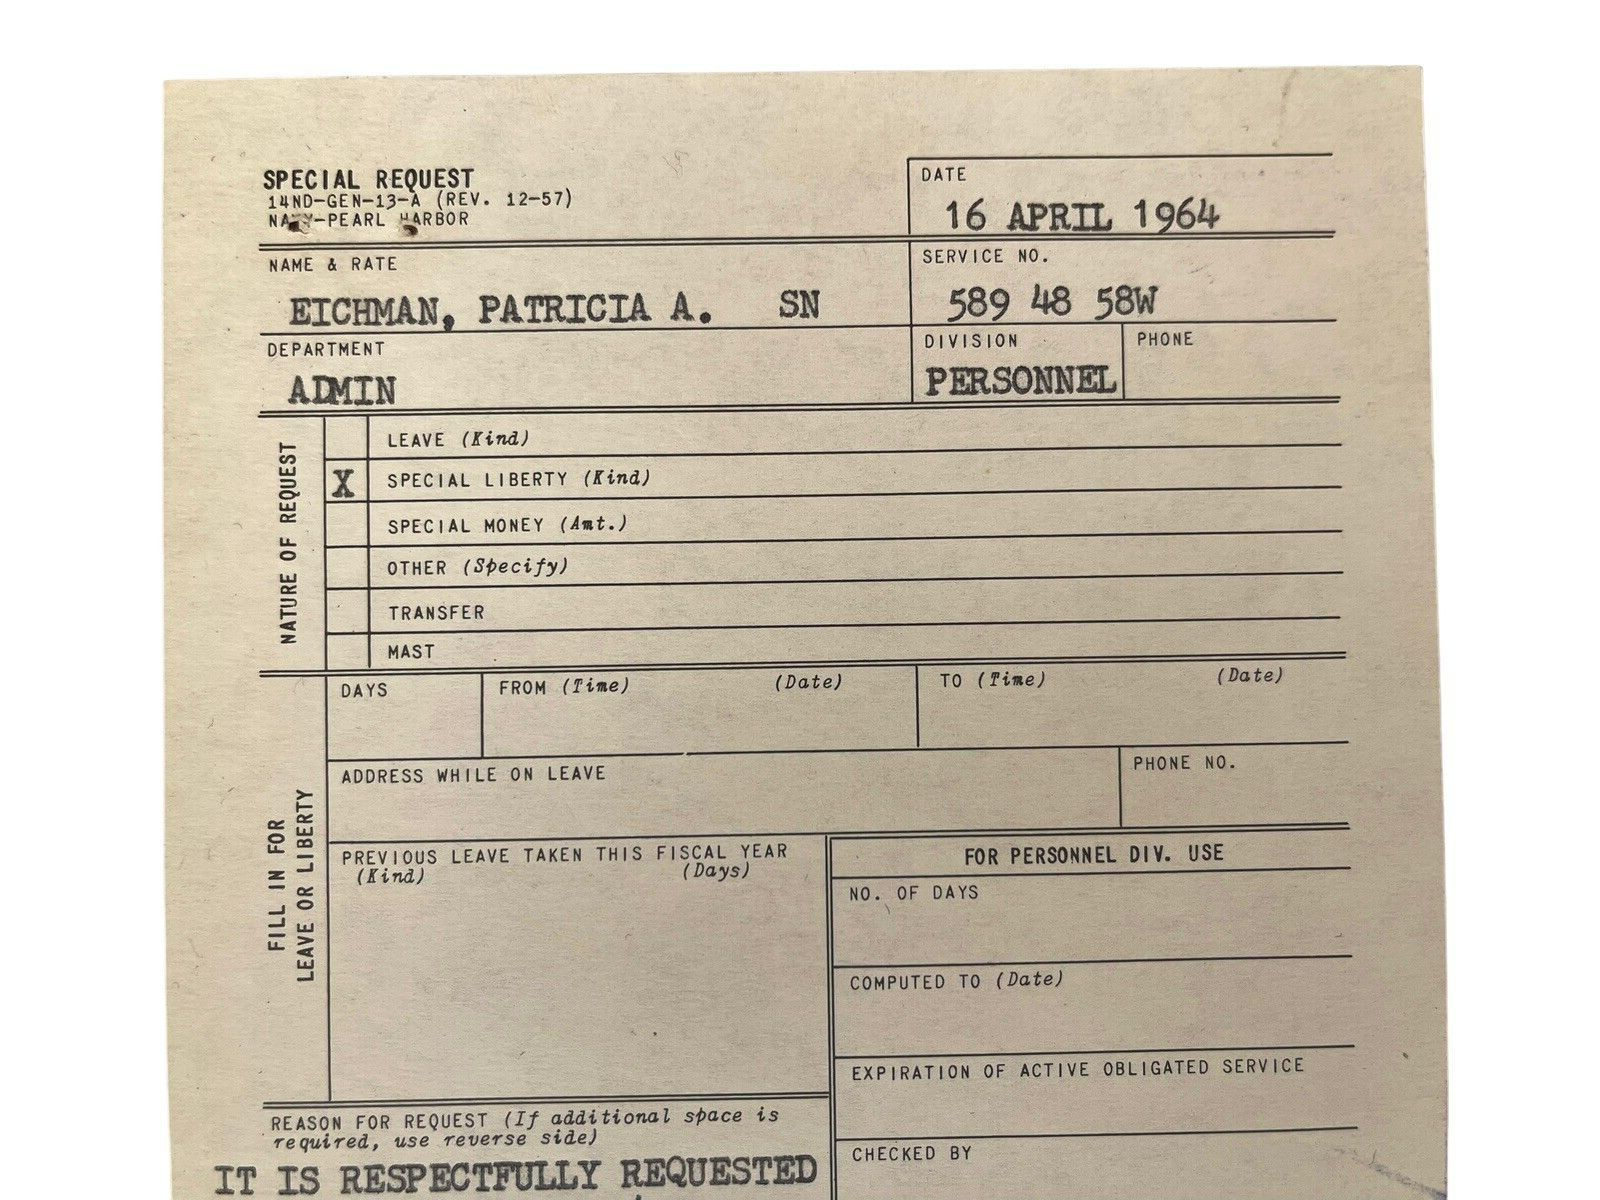 SPECIAL REQUEST
14ND-GEN-13-A (REV. 12-57)
NAVY-PEARL HARBOR
DATE
16 APRIL 1964
NAME & RATE
EICHMAN, PATRICIA A. SN
SERVICE NO.
589 48 58W
DEPARTMENT
ADMIN
DIVISION
PERSONNEL
PHONE
NATURE OF REQUEST
LEAVE (Kind)
X SPECIAL LIBERTY (Kind)
SPECIAL MONEY (Amt.)
OTHER (Specify)
TRANSFER
MAST
FILL IN FOR
LEAVE OR LIBERTY
DAYS
FROM (Time) (Date)
TO (Time) (Date)
ADDRESS WHILE ON LEAVE
PHONE NO.
PREVIOUS LEAVE TAKEN THIS FISCAL YEAR
(Kind) (Days)
FOR PERSONNEL DIV. USE
NO. OF DAYS
COMPUTED TO (Date)
EXPIRATION OF ACTIVE OBLIGATED SERVICE
CHECKED BY
REASON FOR REQUEST (If additional space is
required, use reverse side)
IT IS RESPECTFULLY REQUESTED